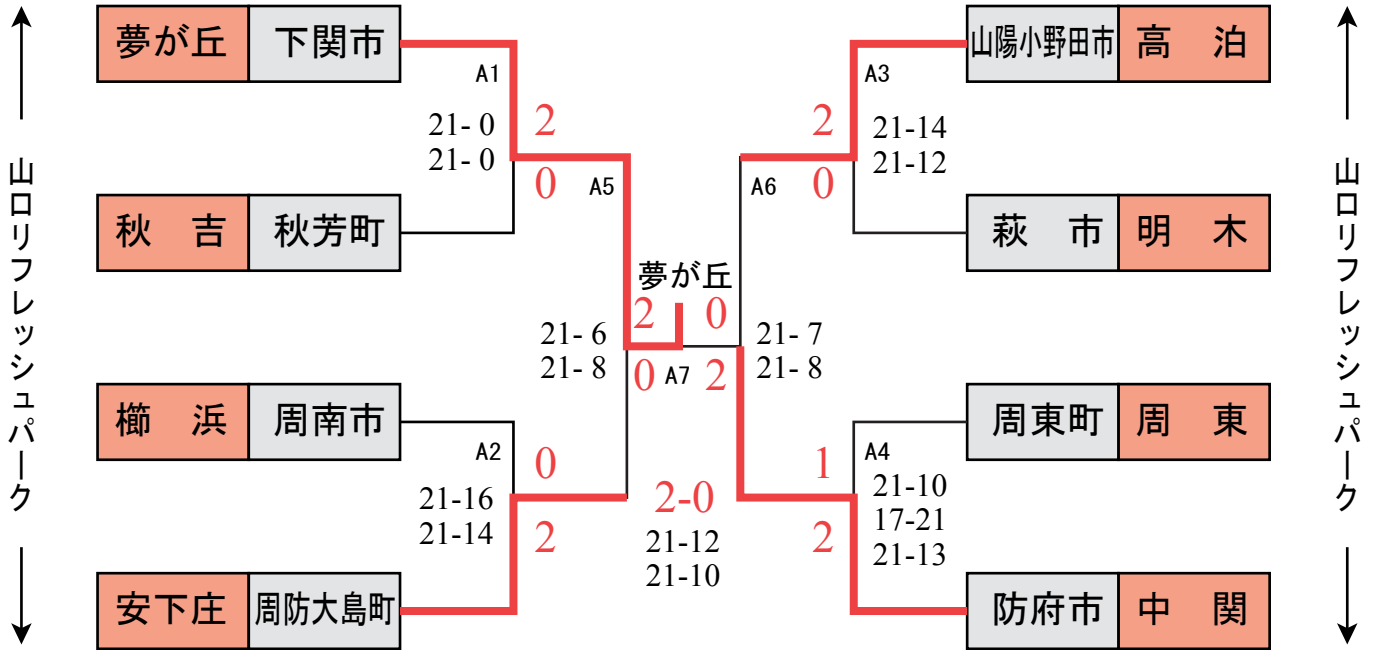 山口リフレッシュパーク
夢が丘 下関市
A1
21- 0
21- 0
2
0
秋 吉 秋芳町
A5
21- 6
21- 8
2
0
櫛 浜 周南市
A2
21-16
21-14
0
2
安下庄 周防大島町
夢が丘
A7
2-0
21-12
21-10
山陽小野田市 高 泊
A3
21-14
21-12
2
0
萩 市 明 木
A6
21- 7
21- 8
0
2
周東町 周 東
A4
21-10
17-21
21-13
1
2
防府市 中 関
山口リフレッシュパーク